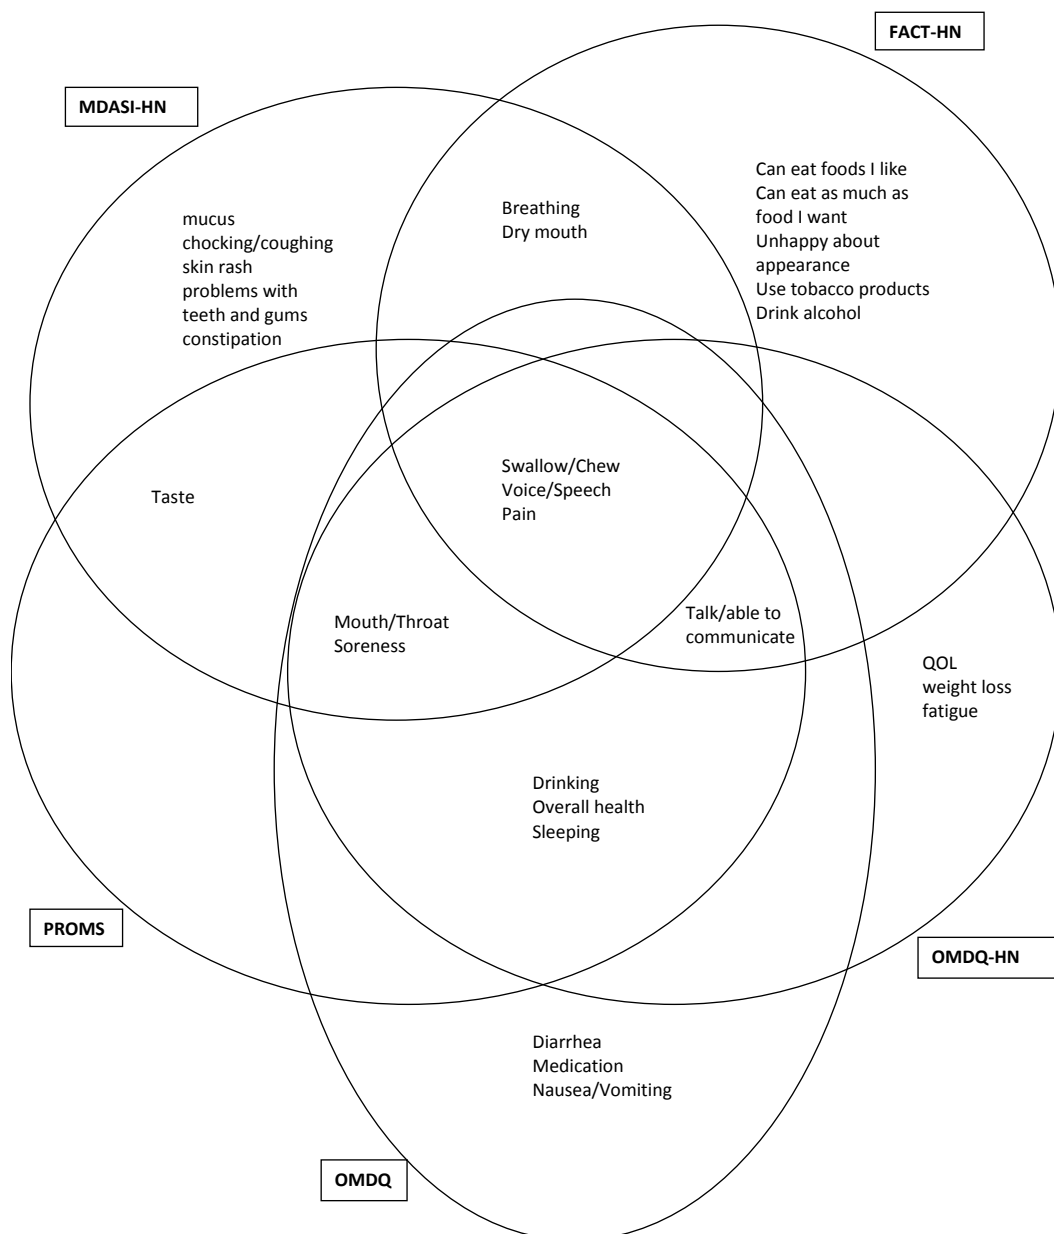 FACT-HN
MDASI-HN
Can eat foods I like
Can eat as much as
food I want
Unhappy about
appearance
Use tobacco products
Drink alcohol
Breathing
Dry mouth
mucus
chocking/coughing
skin rash
problems with
teeth and gums
constipation
Swallow/Chew
Voice/Speech
Pain
Taste
Mouth/Throat
Soreness
Talk/able to
communicate
QOL
weight loss
fatigue
Drinking
Overall health
Sleeping
PROMS
OMDQ-HN
Diarrhea
Medication
Nausea/Vomiting
OMDQ